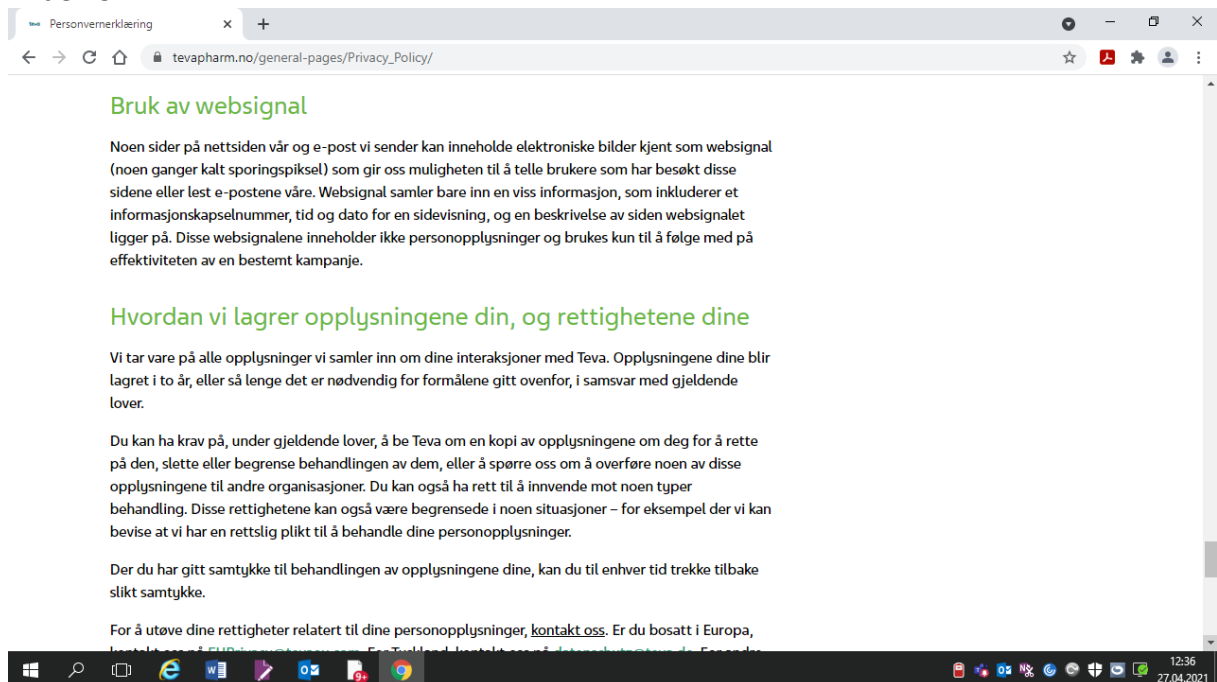 Personvernerklæring
tevapharm.no/general-pages/Privacy_Policy/
Bruk av websignal
Noen sider på nettsiden vår og e-post vi sender kan inneholde elektroniske bilder kjent som websignal
(noen ganger kalt sporingspiksel) som gir oss muligheten til å telle brukere som har besøkt disse
sidene eller lest e-postene våre. Websignal samler bare inn en viss informasjon, som inkluderer et
informasjonskapselnummer, tid og dato for en sidevisning, og en beskrivelse av siden websignalet
ligger på. Disse websignalene inneholder ikke personopplysninger og brukes kun til å følge med på
effektiviteten av en bestemt kampanje.
Hvordan vi lagrer opplysningene din, og rettighetene dine
Vi tar vare på alle opplysninger vi samler inn om dine interaksjoner med Teva. Opplysningene dine blir
lagret i to år, eller så lenge det er nødvendig for formålene gitt ovenfor, i samsvar med gjeldende
lover.
Du kan ha krav på, under gjeldende lover, å be Teva om en kopi av opplysningene om deg for å rette
på den, slette eller begrense behandlingen av dem, eller å spørre oss om å overføre noen av disse
opplysningene til andre organisasjoner. Du kan også ha rett til å innvende mot noen typer
behandling. Disse rettighetene kan også være begrensede i noen situasjoner – for eksempel der vi kan
bevise at vi har en rettslig plikt til å behandle dine personopplysninger.
Der du har gitt samtykke til behandlingen av opplysningene dine, kan du til enhver tid trekke tilbake
slikt samtykke.
For å utøve dine rettigheter relatert til dine personopplysninger, kontakt oss. Er du bosatt i Europa,
9+
12:36
27.04.2021